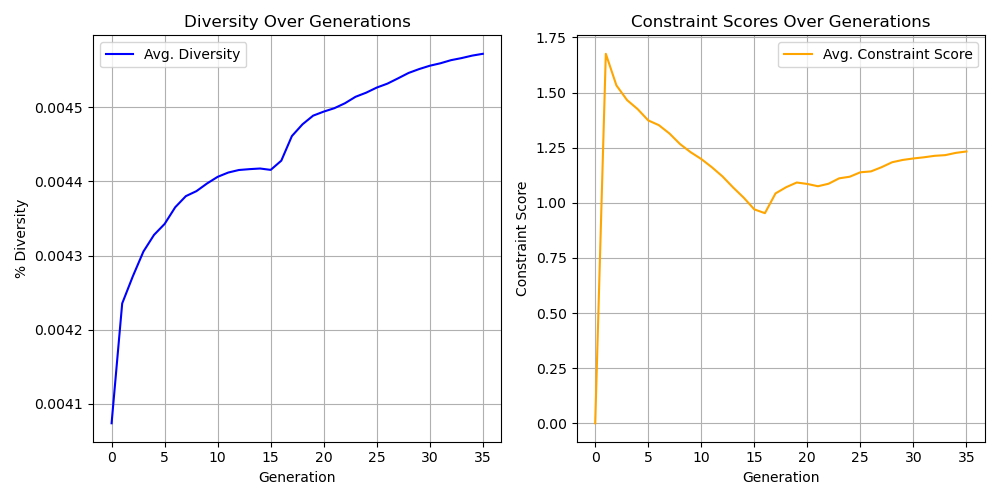 Diversity Over Generations
Avg. Diversity
% Diversity
0.0045
0.0044
0.0043
0.0042
0.0041
0 5 10 15 20 25 30 35
Generation
Constraint Scores Over Generations
Avg. Constraint Score
Constraint Score
1.75
1.50
1.25
1.00
0.75
0.50
0.25
0.00
0 5 10 15 20 25 30 35
Generation